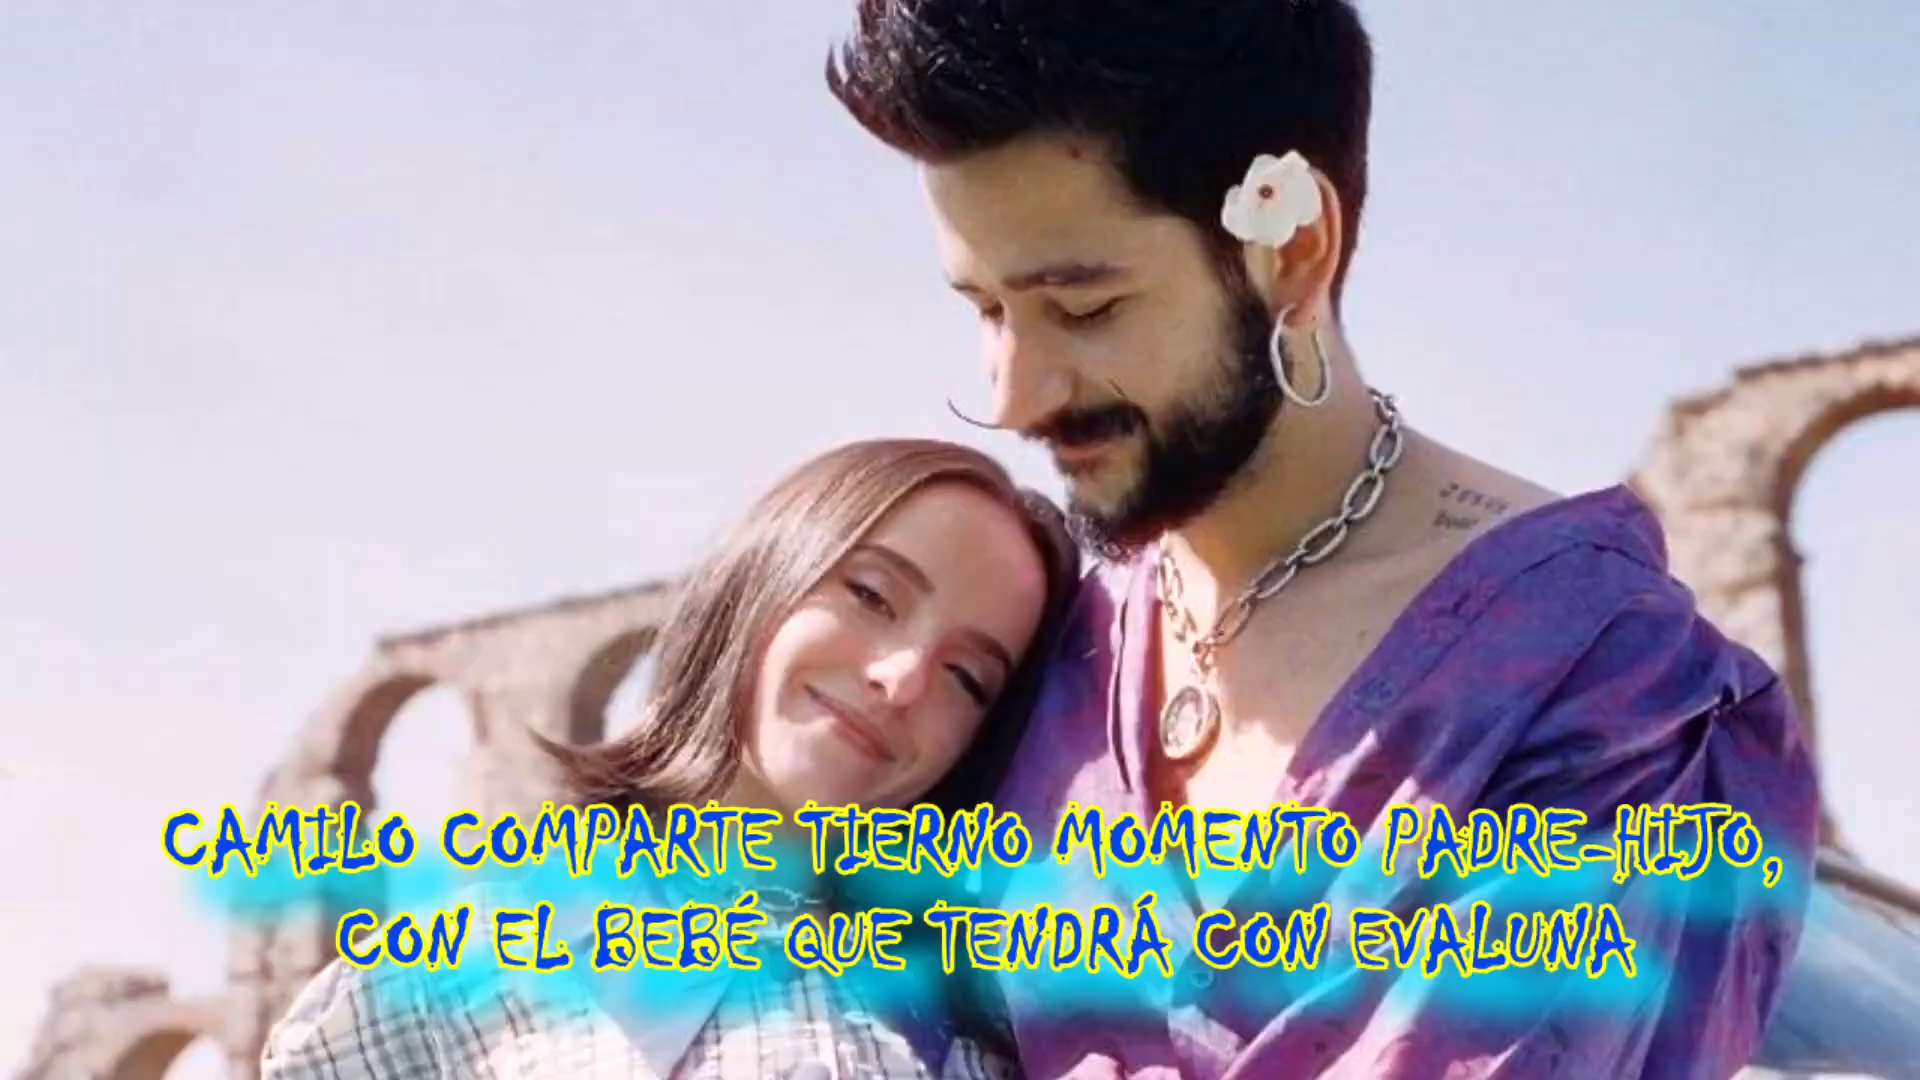 CAMILO COMPARTE TIERNO MOMENTO PADRE-HIJO,
CON EL BEBÉ QUE TENDRÁ CON EVALUNA